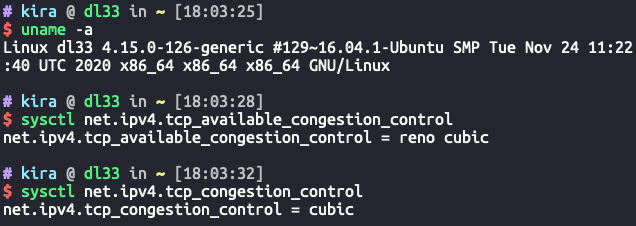 # kira @ dl33 in ~ [18:03:25]
$ uname -a
Linux dl33 4.15.0-126-generic #129~16.04.1-Ubuntu SMP Tue Nov 24 11:22
:40 UTC 2020 x86_64 x86_64 x86_64 GNU/Linux
# kira @ dl33 in ~ [18:03:28]
$ sysctl net.ipv4.tcp_available_congestion_control
net.ipv4.tcp_available_congestion_control = reno cubic
# kira @ dl33 in ~ [18:03:32]
$ sysctl net.ipv4.tcp_congestion_control
net.ipv4.tcp_congestion_control = cubic